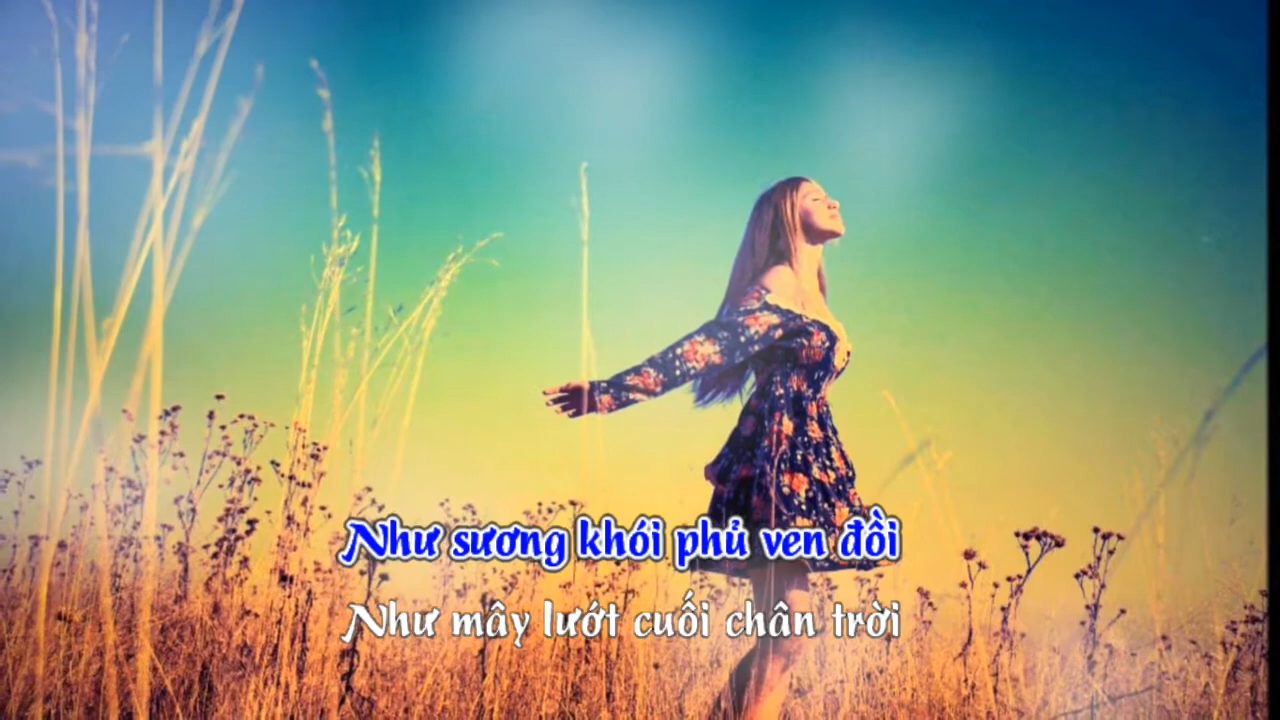 Như sương khói phủ ven đồi
Như mây lướt cuối chân trời